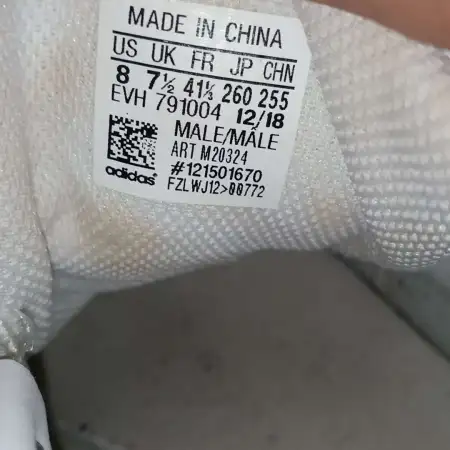 MADE IN CHINA
US UK FR JP CHN
8 7½ 41⅓ 260 255
EVH 791004 12/18
MALE/MÂLE
ART M20324
#121501670
adidas®
FZLWJ12>00772